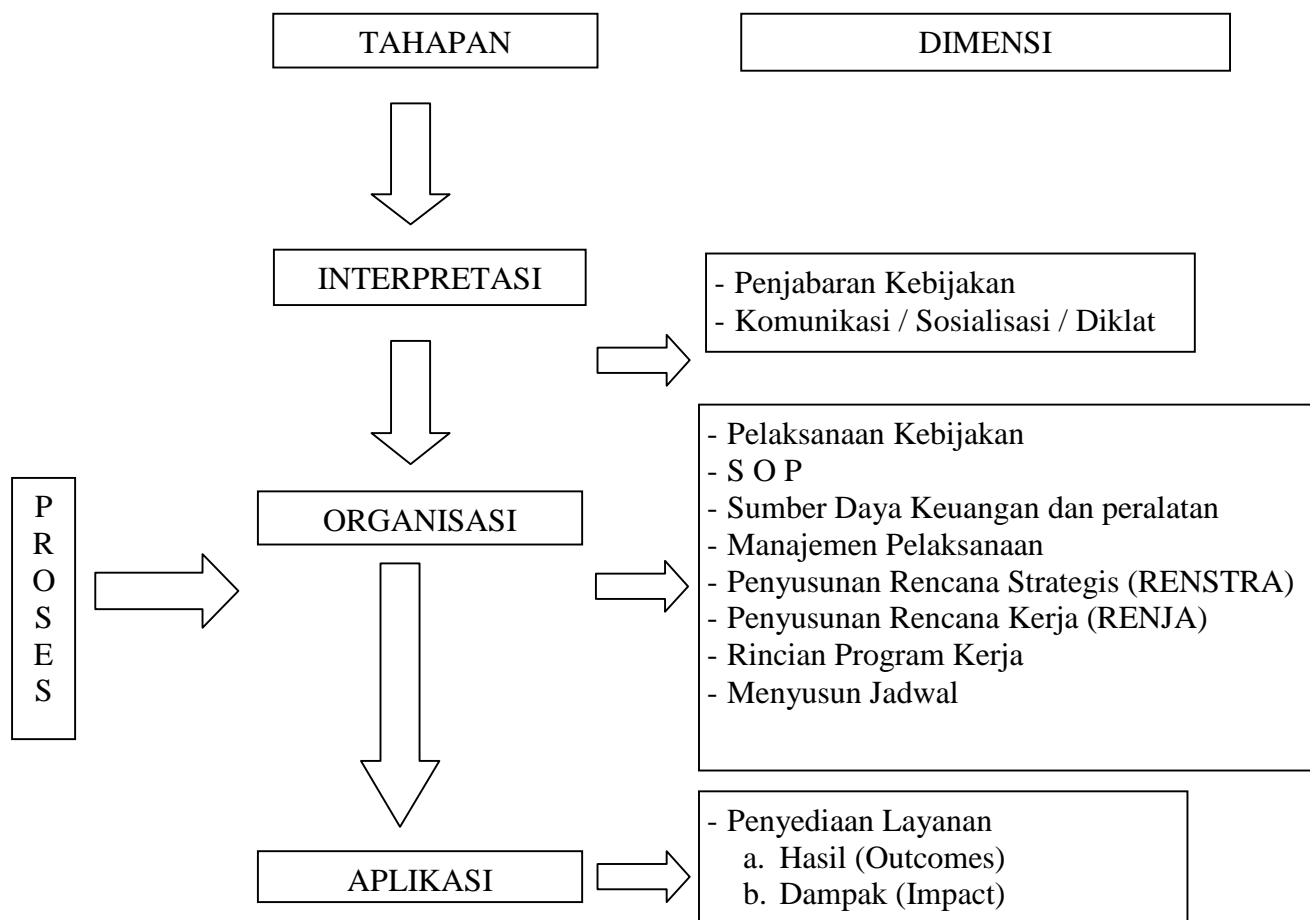 TAHAPAN
DIMENSI
INTERPRETASI
- Penjabaran Kebijakan
- Komunikasi / Sosialisasi / Diklat
P
R
O
S
E
S
ORGANISASI
- Pelaksanaan Kebijakan
- S O P
- Sumber Daya Keuangan dan peralatan
- Manajemen Pelaksanaan
- Penyusunan Rencana Strategis (RENSTRA)
- Penyusunan Rencana Kerja (RENJA)
- Rincian Program Kerja
- Menyusun Jadwal
APLIKASI
- Penyediaan Layanan
a. Hasil (Outcomes)
b. Dampak (Impact)